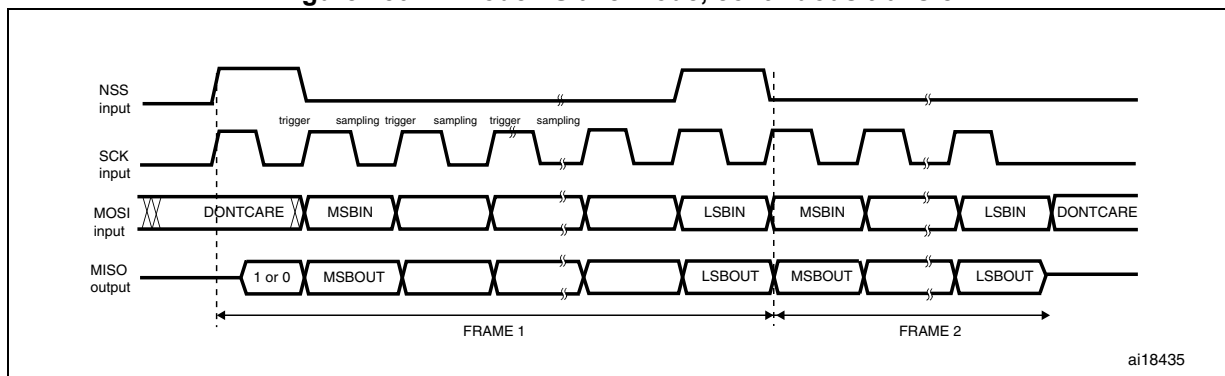 NSS
input
trigger sampling trigger sampling trigger sampling
SCK
input
MOSI
input
DONTCARE MSBIN LSBIN MSBIN LSBIN DONTCARE
MISO
output
1 or 0 MSBOUT LSBOUT MSBOUT LSBOUT
FRAME 1 FRAME 2
ai18435